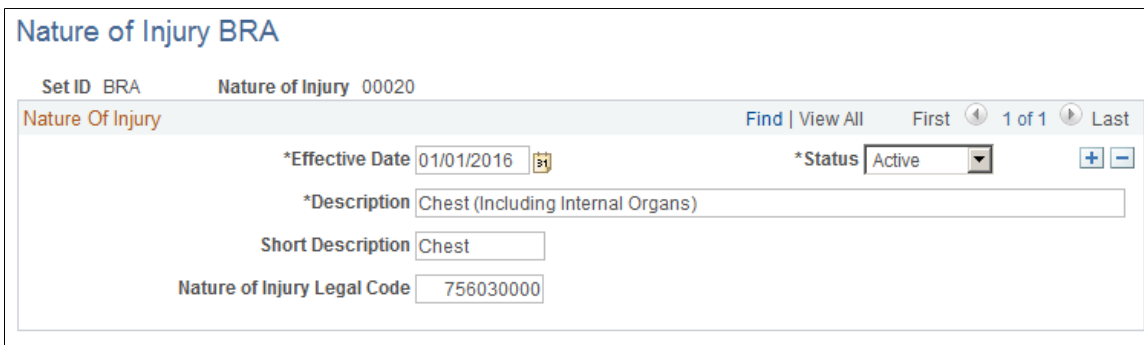 Nature of Injury BRA
Set ID BRA Nature of Injury 00020
Nature Of Injury Find | View All First 1 of 1 Last
*Effective Date 01/01/2016 31 *Status Active
*Description Chest (Including Internal Organs)
Short Description Chest
Nature of Injury Legal Code 756030000